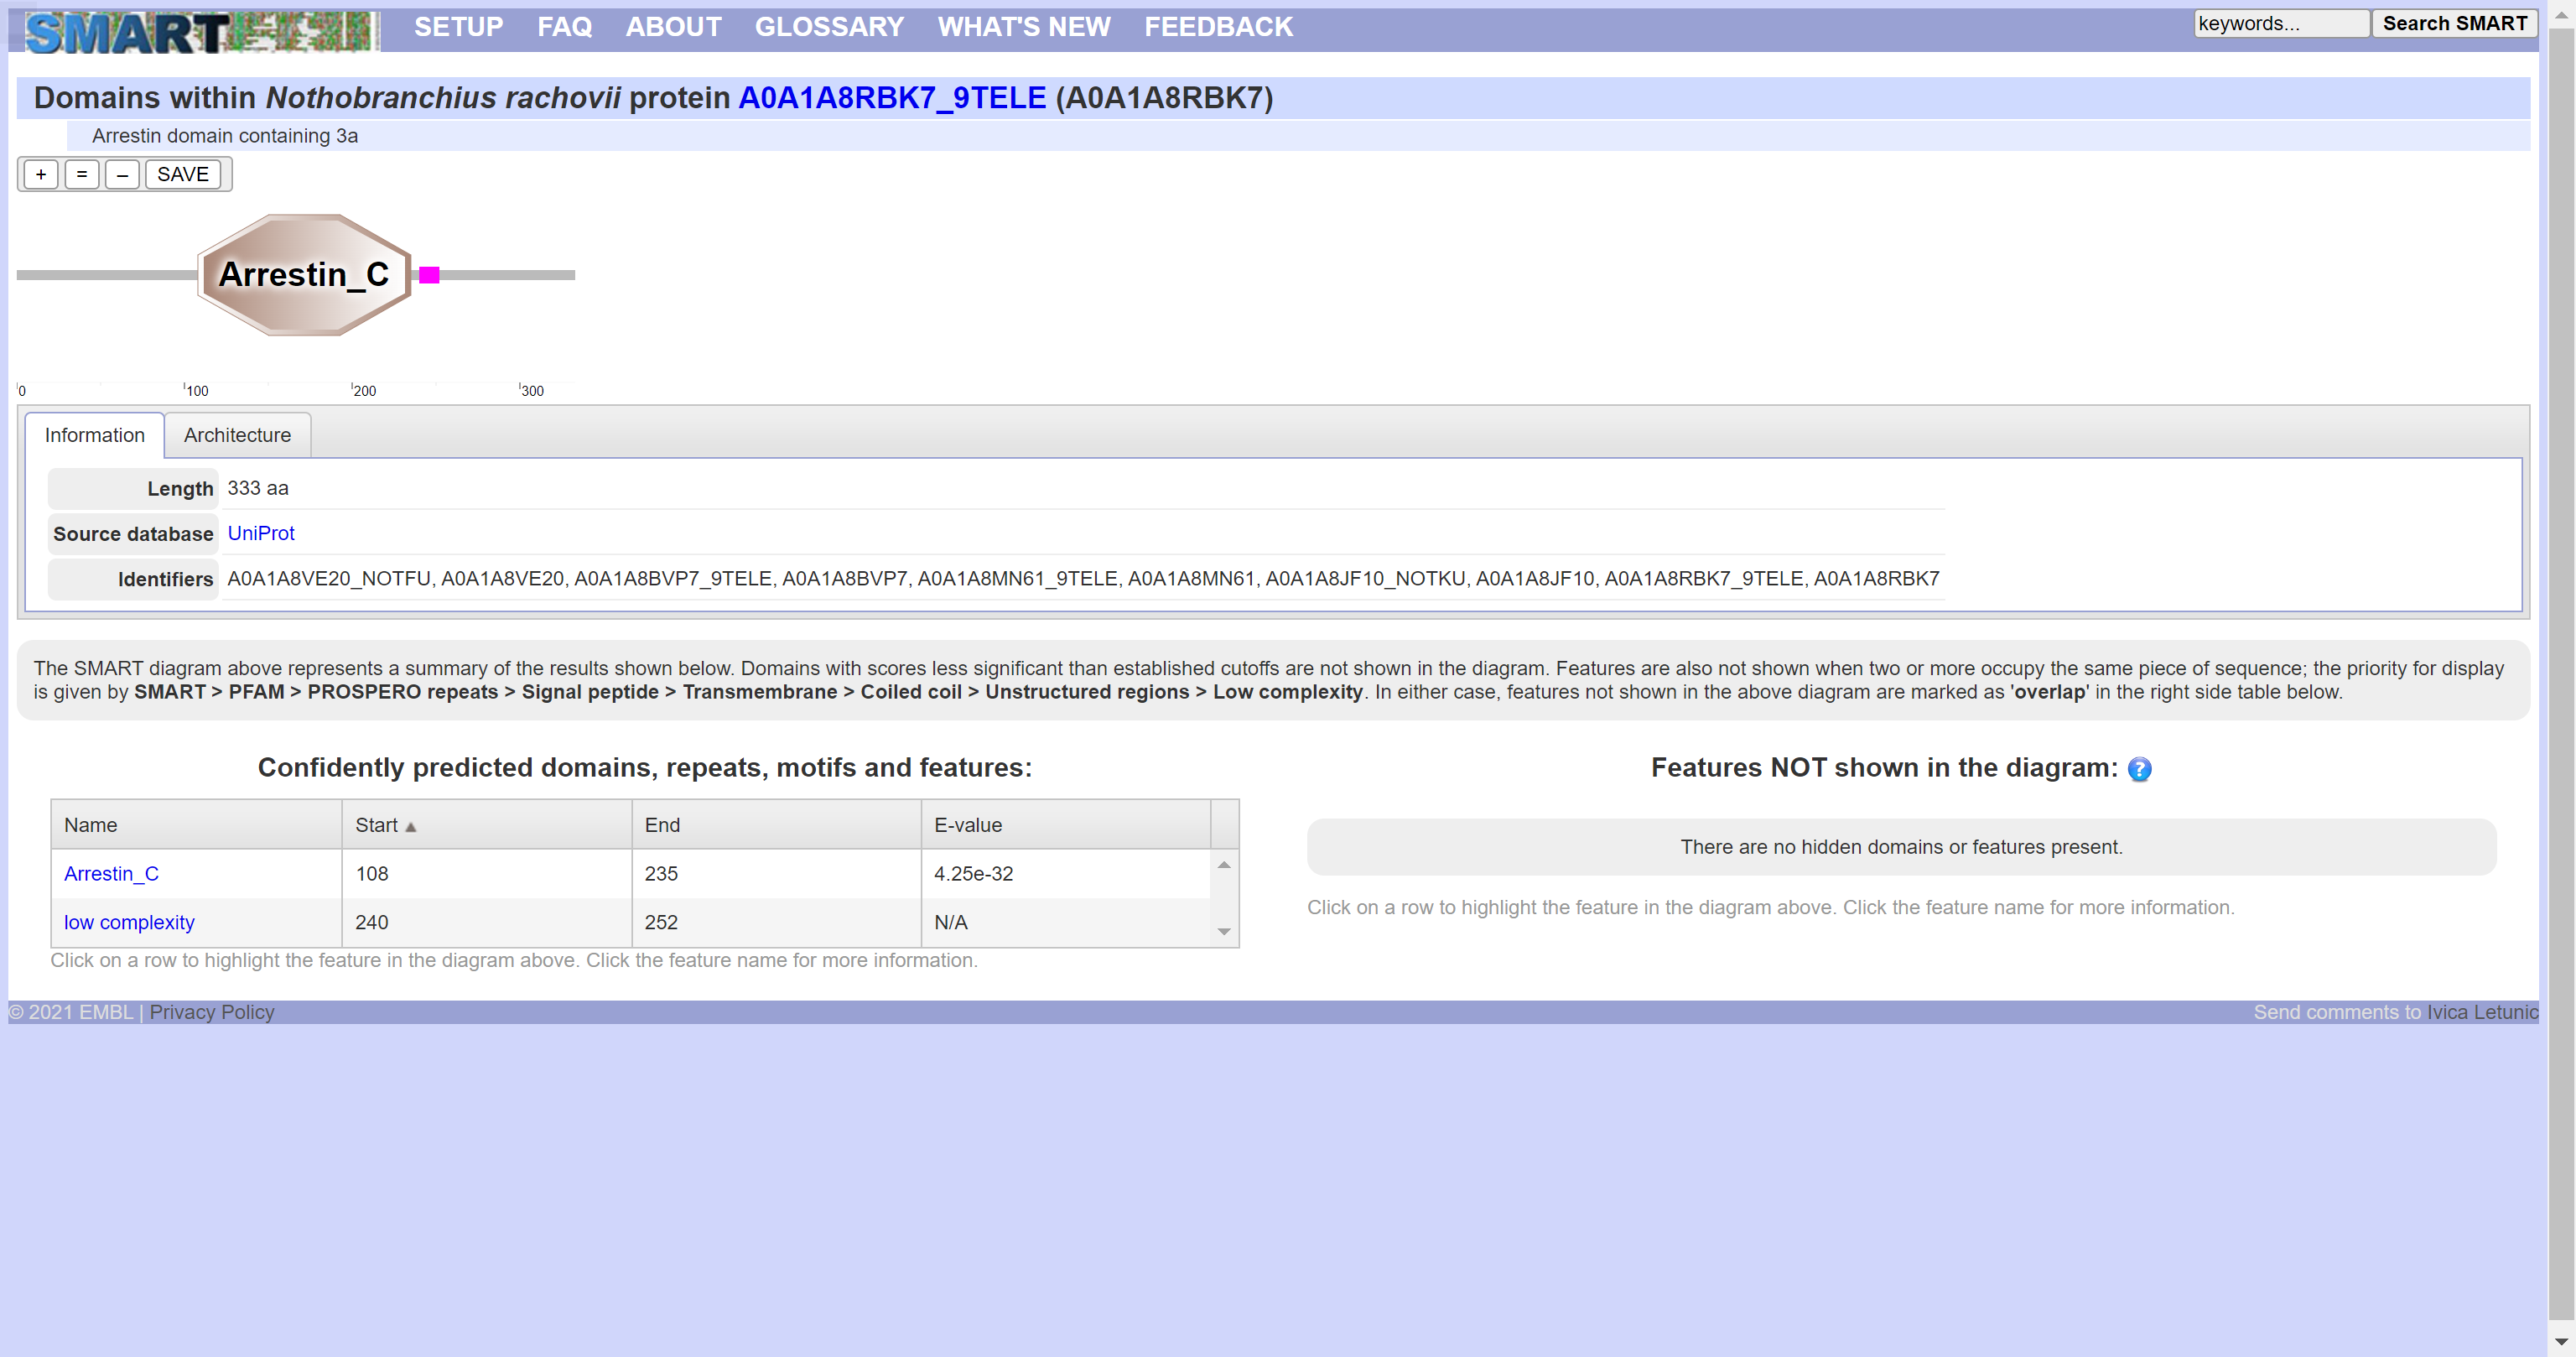 SMART SETUP FAQ ABOUT GLOSSARY WHAT'S NEW FEEDBACK keywords... Search SMART
Domains within Nothobranchius rachovii protein A0A1A8RBK7_9TELE (A0A1A8RBK7)
Arrestin domain containing 3a
+ = – SAVE
Arrestin_C
0 100 200 300
Information Architecture
Length 333 aa
Source database UniProt
Identifiers A0A1A8VE20_NOTFU, A0A1A8VE20, A0A1A8BVP7_9TELE, A0A1A8BVP7, A0A1A8MN61_9TELE, A0A1A8MN61, A0A1A8JF10_NOTKU, A0A1A8JF10, A0A1A8RBK7_9TELE, A0A1A8RBK7
The SMART diagram above represents a summary of the results shown below. Domains with scores less significant than established cutoffs are not shown in the diagram. Features are also not shown when two or more occupy the same piece of sequence; the priority for display
is given by SMART > PFAM > PROSPERO repeats > Signal peptide > Transmembrane > Coiled coil > Unstructured regions > Low complexity. In either case, features not shown in the above diagram are marked as 'overlap' in the right side table below.
Confidently predicted domains, repeats, motifs and features:
Name Start End E-value
Arrestin_C 108 235 4.25e-32
low complexity 240 252 N/A
Click on a row to highlight the feature in the diagram above. Click the feature name for more information.
Features NOT shown in the diagram: ?
There are no hidden domains or features present.
Click on a row to highlight the feature in the diagram above. Click the feature name for more information.
© 2021 EMBL | Privacy Policy Send comments to Ivica Letunic